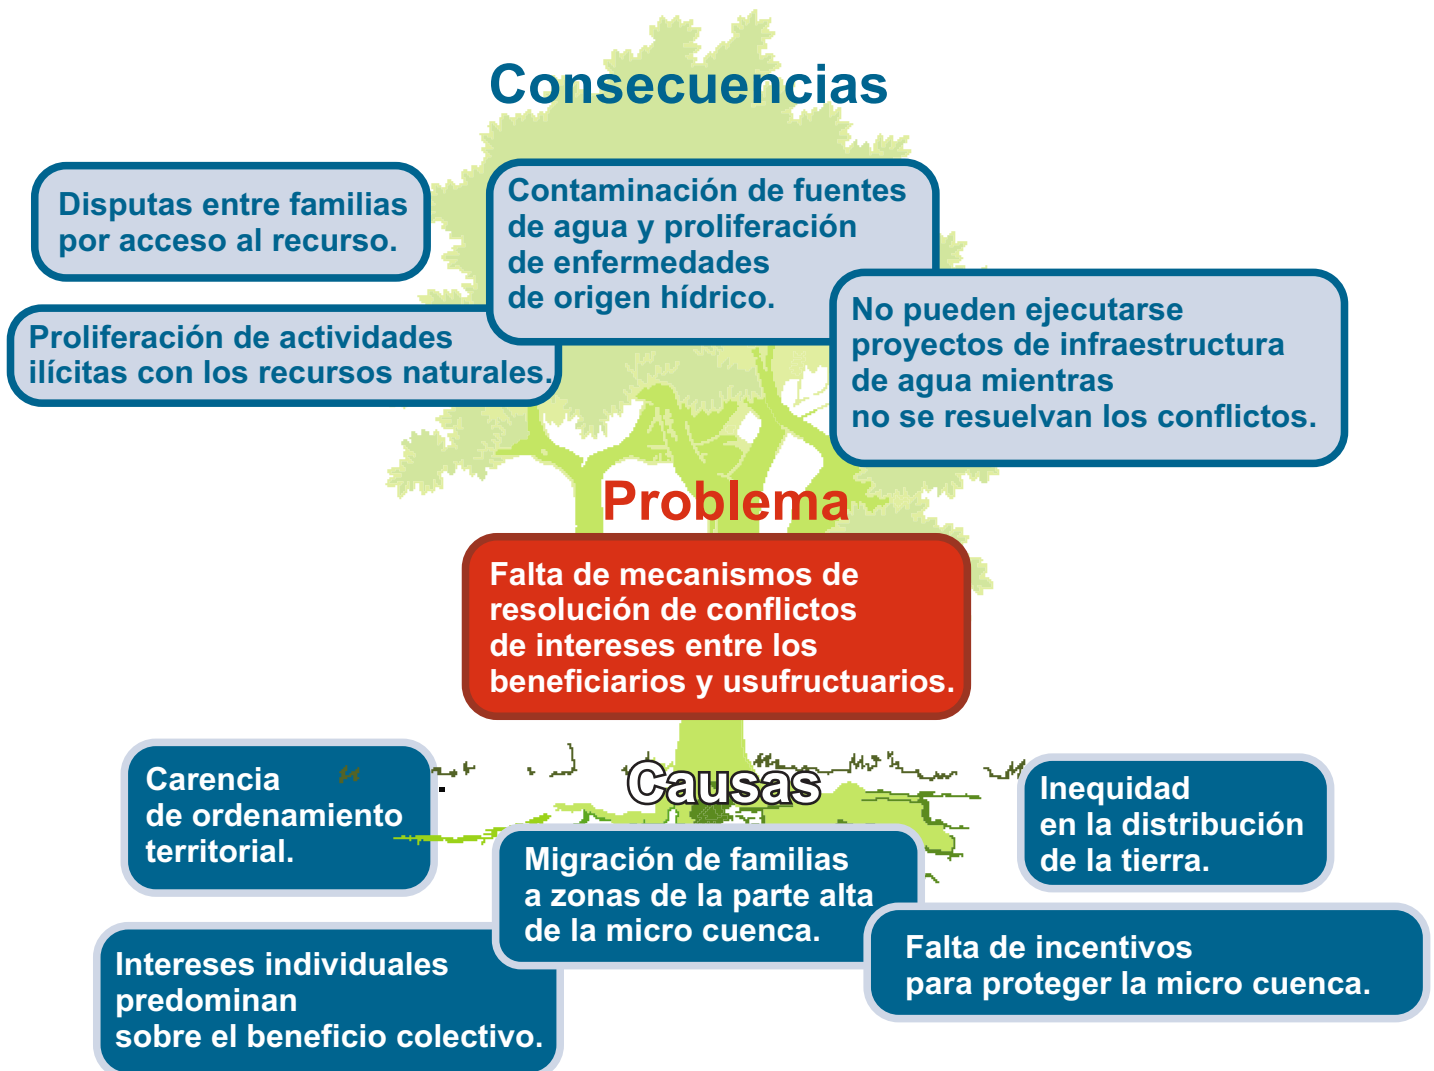 Consecuencias
Disputas entre familias
por acceso al recurso.
Contaminación de fuentes
de agua y proliferación
de enfermedades
de origen hídrico.
Proliferación de actividades
ilícitas con los recursos naturales.
No pueden ejecutarse
proyectos de infraestructura
de agua mientras
no se resuelvan los conflictos.
Problema
Falta de mecanismos de
resolución de conflictos
de intereses entre los
beneficiarios y usufructuarios.
Causas
Carencia
de ordenamiento
territorial.
Inequidad
en la distribución
de la tierra.
Migración de familias
a zonas de la parte alta
de la micro cuenca.
Intereses individuales
predominan
sobre el beneficio colectivo.
Falta de incentivos
para proteger la micro cuenca.